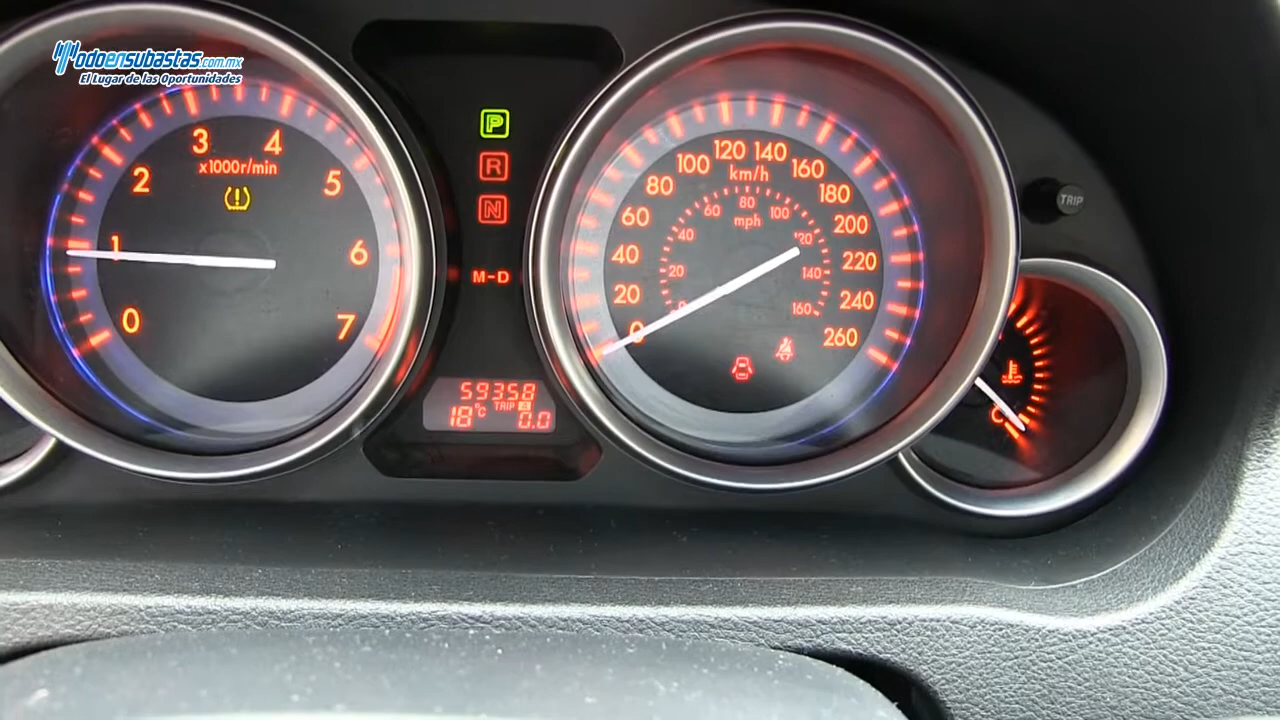 Todoensubastas.com.mx
El Lugar de las Oportunidades
0
1
2
3
4
5
6
7
x1000r/min
P
R
N
M-D
59358
18°C TRIP A 0.0
0
20
40
60
80
100
120
140
160
180
200
220
240
260
km/h
0
20
40
60
80
100
120
140
160
mph
TRIP
C